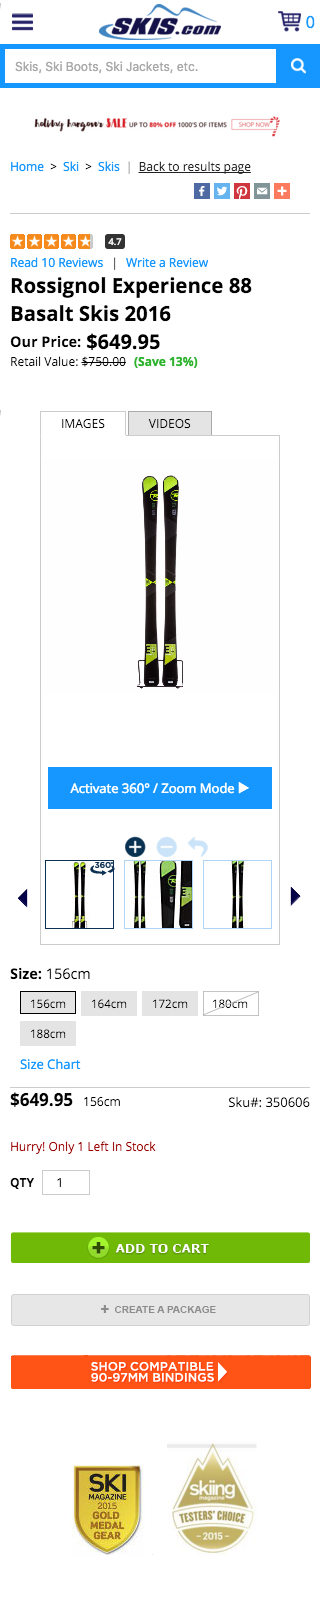 SKIS.com
0
Skis, Ski Boots, Ski Jackets, etc.
holiday hangover SALE UP TO 80% OFF 1000'S OF ITEMS SHOP NOW
Home > Ski > Skis | Back to results page
4.7
Read 10 Reviews | Write a Review
Rossignol Experience 88
Basalt Skis 2016
Our Price: $649.95
Retail Value: $750.00 (Save 13%)
IMAGES VIDEOS
Activate 360° / Zoom Mode
360°
Size: 156cm
156cm 164cm 172cm 180cm
188cm
Size Chart
$649.95 156cm Sku#: 350606
Hurry! Only 1 Left In Stock
QTY 1
ADD TO CART
+ CREATE A PACKAGE
SHOP COMPATIBLE
90-97MM BINDINGS
SKI
MAGAZINE
2015
GOLD
MEDAL
GEAR
skiing
magazine
TESTERS' CHOICE
- 2015 -